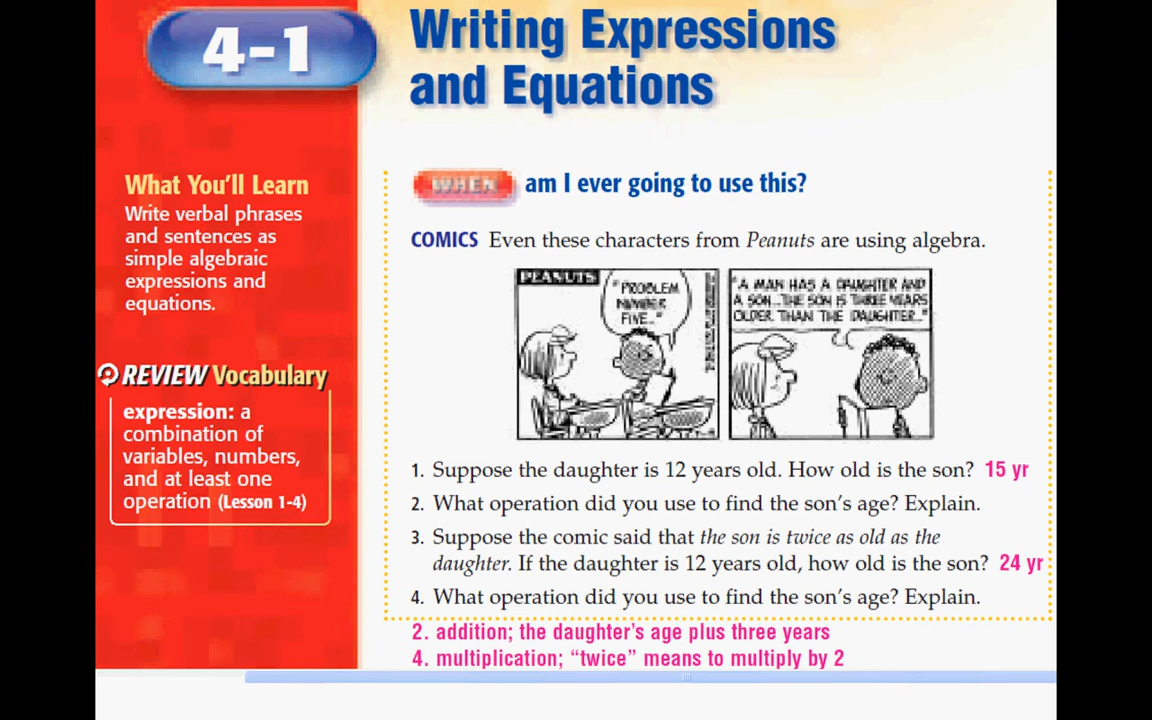 4-1
Writing Expressions
and Equations
What You'll Learn
Write verbal phrases
and sentences as
simple algebraic
expressions and
equations.
REVIEW Vocabulary
expression: a
combination of
variables, numbers,
and at least one
operation (Lesson 1-4)
WHEN am I ever going to use this?
COMICS Even these characters from Peanuts are using algebra.
PEANUTS
"PROBLEM
NUMBER
FIVE.."
"A MAN HAS A DAUGHTER AND
A SON..THE SON IS THREE YEARS
OLDER THAN THE DAUGHTER.."
1. Suppose the daughter is 12 years old. How old is the son? 15 yr
2. What operation did you use to find the son's age? Explain.
3. Suppose the comic said that the son is twice as old as the
daughter. If the daughter is 12 years old, how old is the son? 24 yr
4. What operation did you use to find the son's age? Explain.
2. addition; the daughter's age plus three years
4. multiplication; "twice" means to multiply by 2